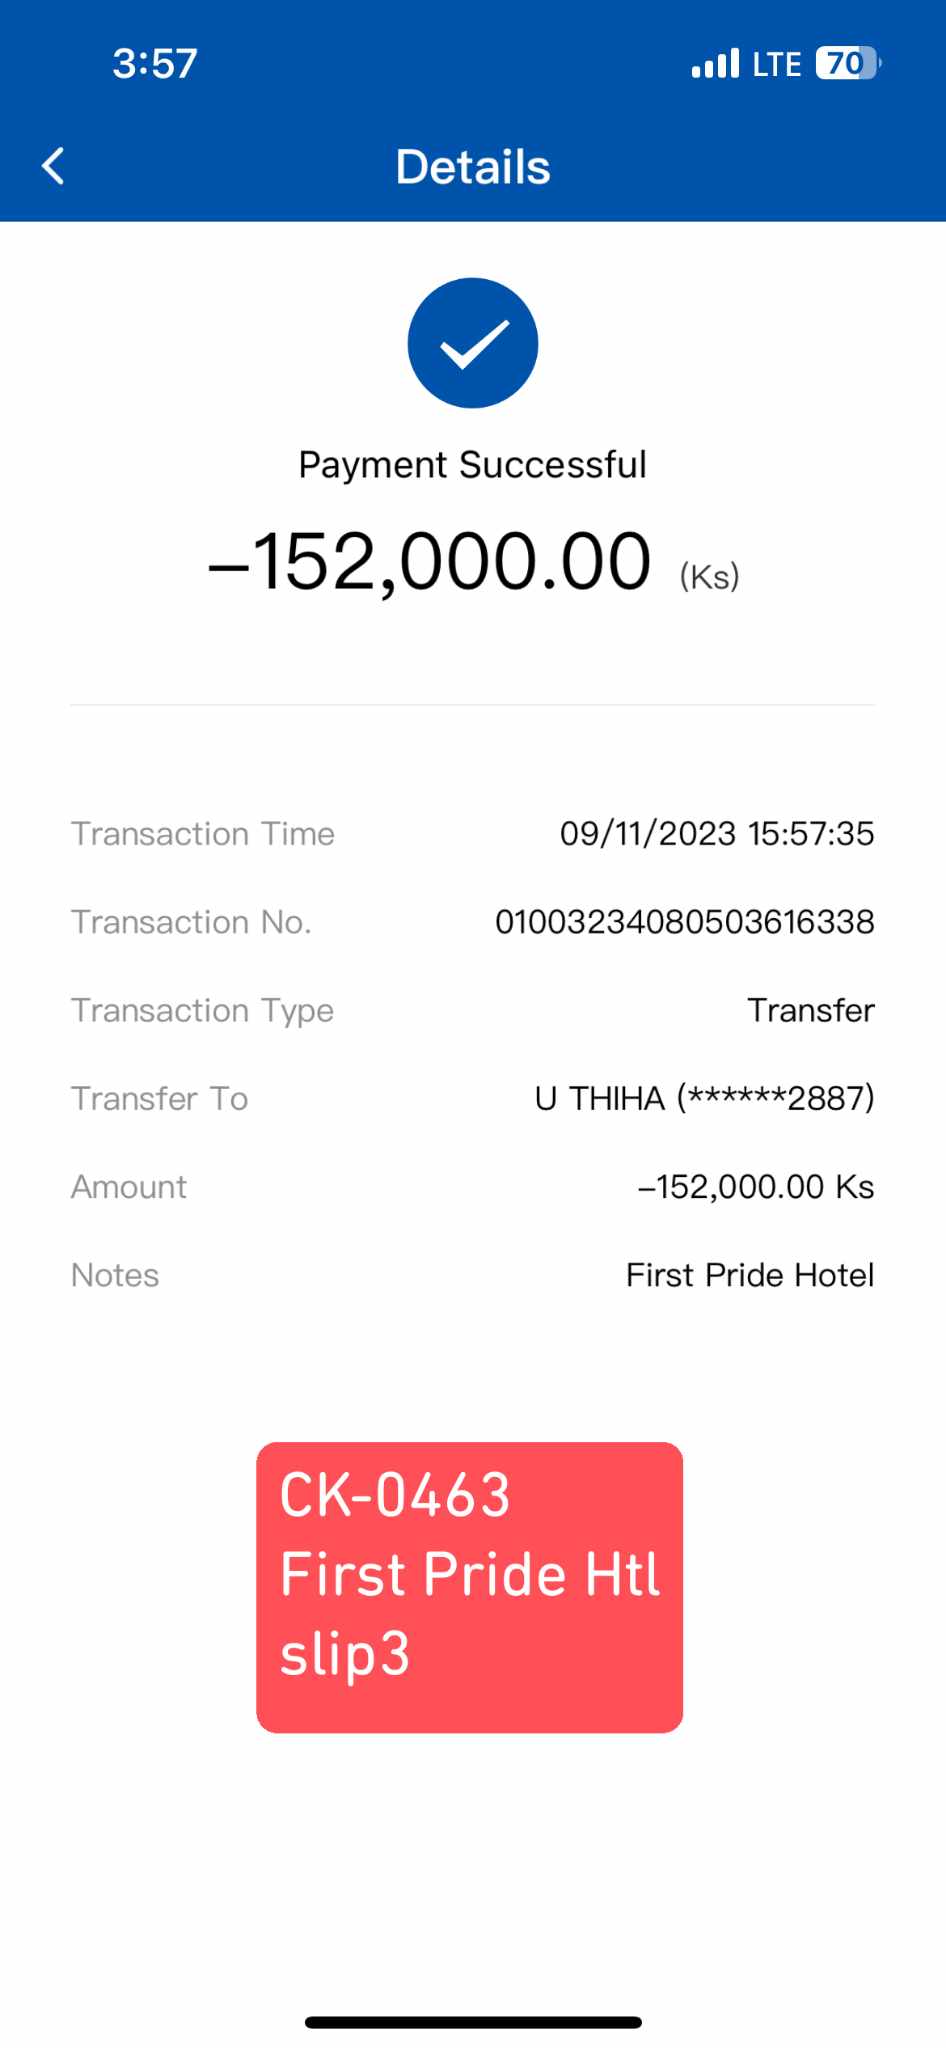 3:57
LTE 70
Details
Payment Successful
–152,000.00 (Ks)
Transaction Time 09/11/2023 15:57:35
Transaction No. 01003234080503616338
Transaction Type Transfer
Transfer To U THIHA (******2887)
Amount –152,000.00 Ks
Notes First Pride Hotel
CK-0463
First Pride Htl
slip3